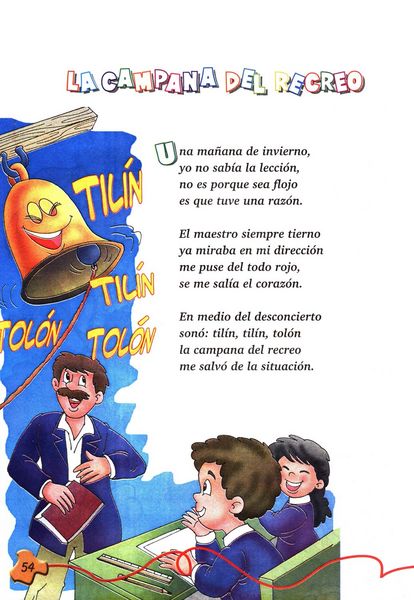 LA CAMPANA DEL RECREO
Una mañana de invierno,
yo no sabía la lección,
no es porque sea flojo
es que tuve una razón.
El maestro siempre tierno
ya miraba en mi dirección
me puse del todo rojo,
se me salía el corazón.
En medio del desconcierto
sonó: tilín, tilín, tolón
la campana del recreo
me salvó de la situación.
TILÍN
TILÍN
TOLÓN
TOLÓN
54